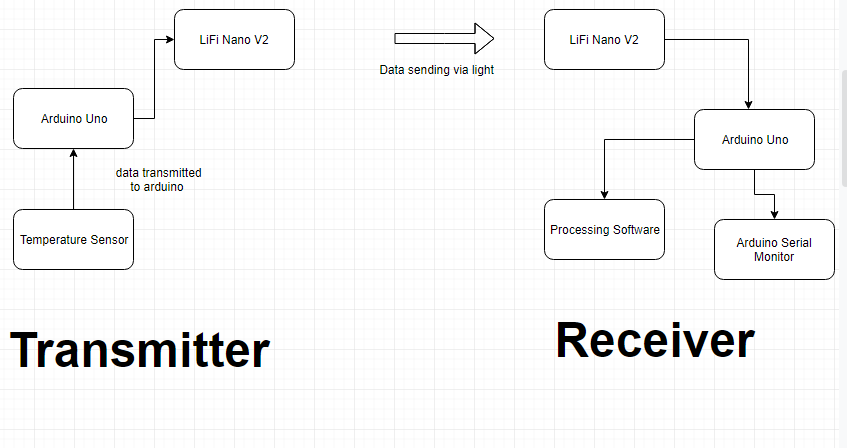 LiFi Nano V2
Data sending via light
LiFi Nano V2
Arduino Uno
data transmitted
to arduino
Temperature Sensor
Arduino Uno
Processing Software
Arduino Serial
Monitor
Transmitter
Receiver